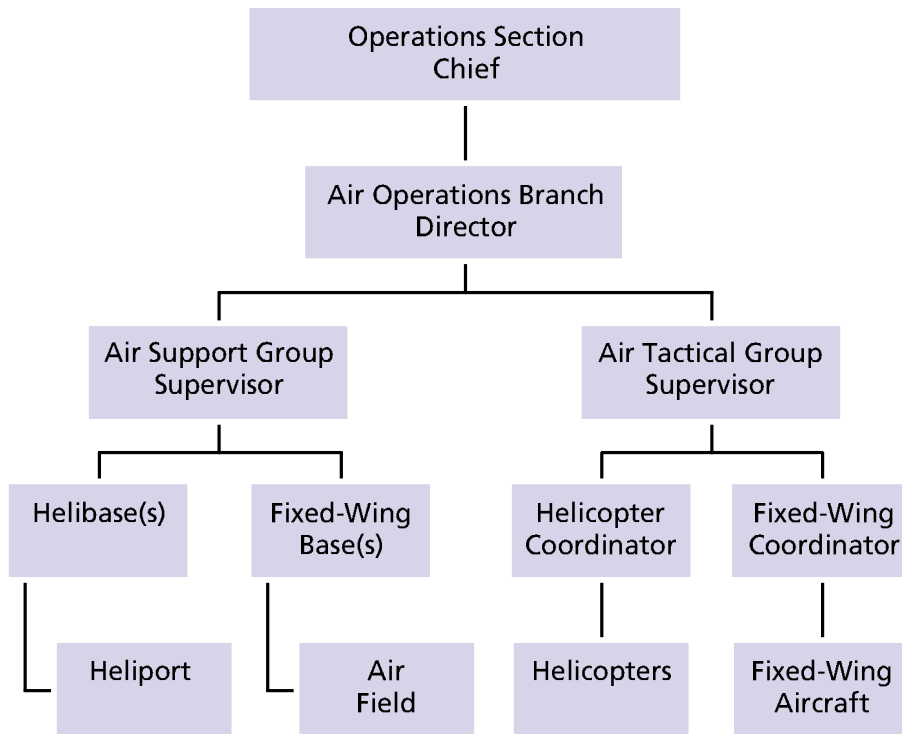 Operations Section
Chief
Air Operations Branch
Director
Air Support Group
Supervisor
Air Tactical Group
Supervisor
Helibase(s)
Fixed-Wing
Base(s)
Helicopter
Coordinator
Fixed-Wing
Coordinator
Heliport
Air
Field
Helicopters
Fixed-Wing
Aircraft